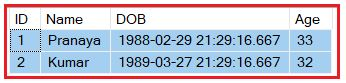 ID Name DOB Age
1 Pranaya 1988-02-29 21:29:16.667 33
2 Kumar 1989-03-27 21:29:16.667 32